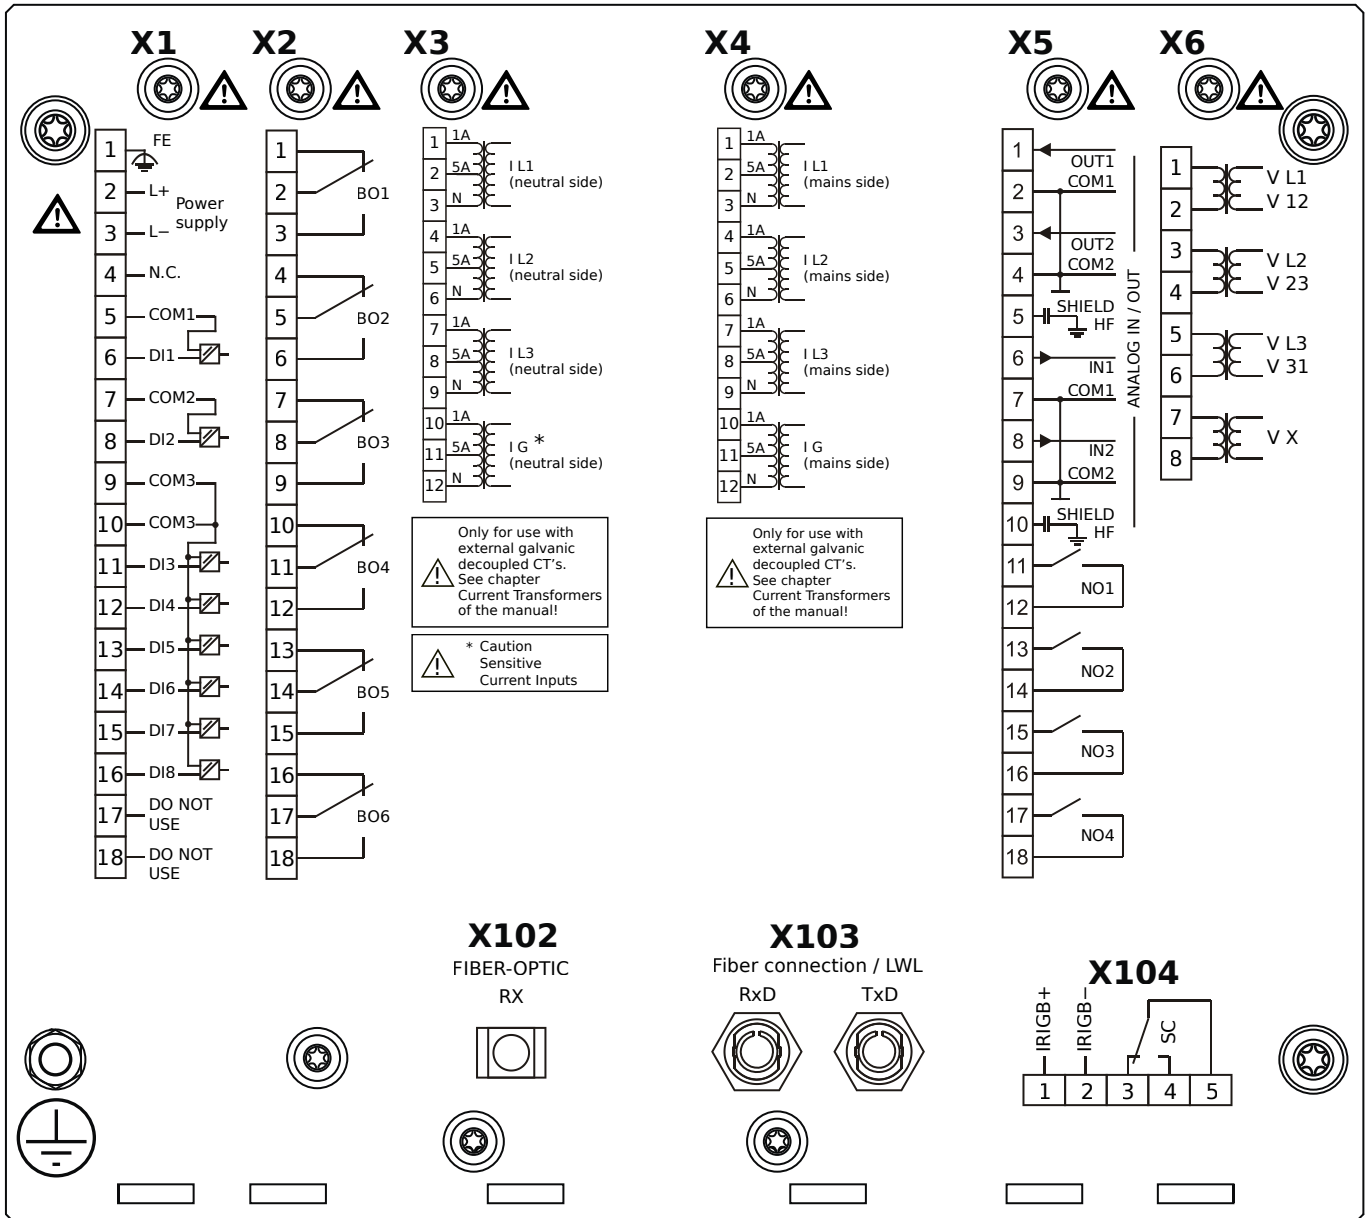 X1
X2
X3
X4
X5
X6
1
FE
2
L+
Power
supply
3
L−
4
N.C.
5
COM1
6
DI1
7
COM2
8
DI2
9
COM3
10
COM3
11
DI3
12
DI4
13
DI5
14
DI6
15
DI7
16
DI8
17
DO NOT
USE
18
DO NOT
USE
1
2
BO1
3
4
5
BO2
6
7
8
BO3
9
10
11
BO4
12
13
14
BO5
15
16
17
BO6
18
1
1A
2
5A
I L1
(neutral side)
3
N
4
1A
5
5A
I L2
(neutral side)
6
N
7
1A
8
5A
I L3
(neutral side)
9
N
10
1A
11
5A
I G *
(neutral side)
12
N
Only for use with
external galvanic
decoupled CT's.
See chapter
Current Transformers
of the manual!
* Caution
Sensitive
Current Inputs
1
1A
2
5A
I L1
(mains side)
3
N
4
1A
5
5A
I L2
(mains side)
6
N
7
1A
8
5A
I L3
(mains side)
9
N
10
1A
11
5A
I G
(mains side)
12
N
Only for use with
external galvanic
decoupled CT's.
See chapter
Current Transformers
of the manual!
1
OUT1
2
COM1
3
OUT2
4
COM2
5
SHIELD
HF
6
IN1
7
COM1
8
IN2
9
COM2
10
SHIELD
HF
ANALOG IN / OUT
11
NO1
12
13
NO2
14
15
NO3
16
17
NO4
18
1
V L1
2
V 12
3
V L2
4
V 23
5
V L3
6
V 31
7
V X
8
X102
FIBER-OPTIC
RX
X103
Fiber connection / LWL
RxD
TxD
X104
IRIGB+
IRIGB−
SC
1
2
3
4
5